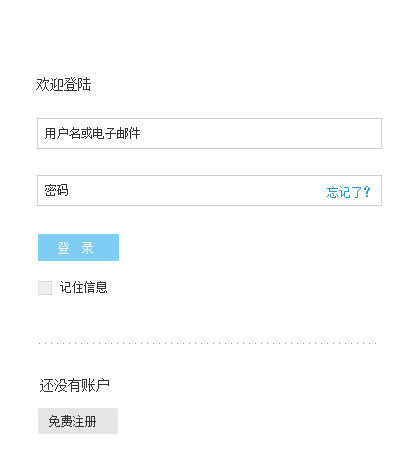 欢迎登陆
用户名或电子邮件
密码 忘记了?
登 录
记住信息
还没有账户
免费注册